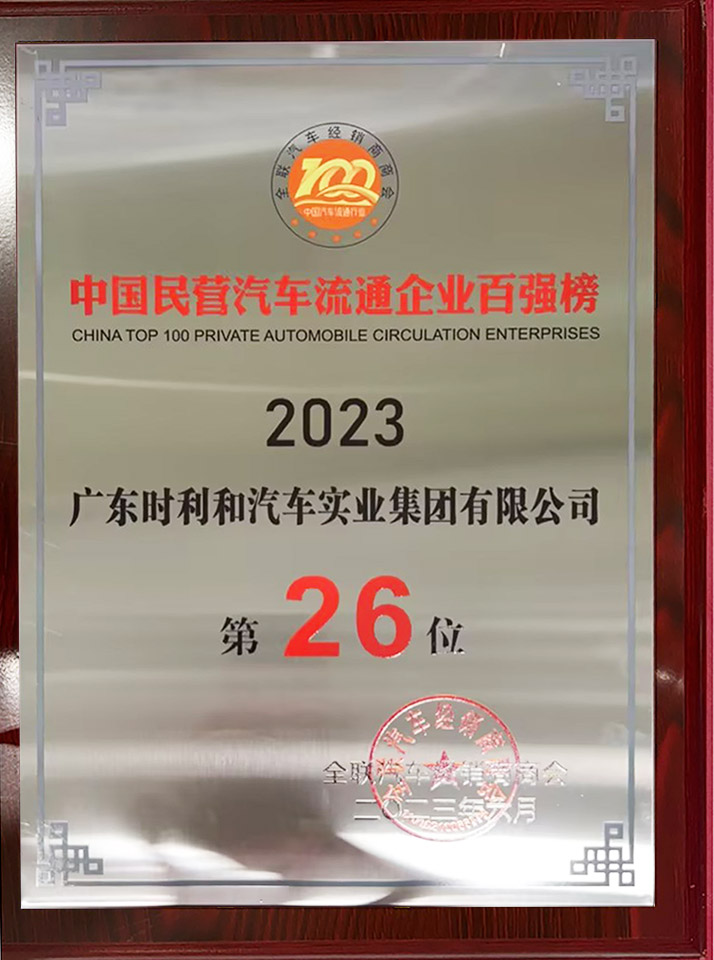 全联汽车经销商商会
100
中国汽车流通行业
中国民营汽车流通企业百强榜
CHINA TOP 100 PRIVATE AUTOMOBILE CIRCULATION ENTERPRISES
2023
广东时利和汽车实业集团有限公司
第26位
全联汽车经销商商会
二〇二三年六月